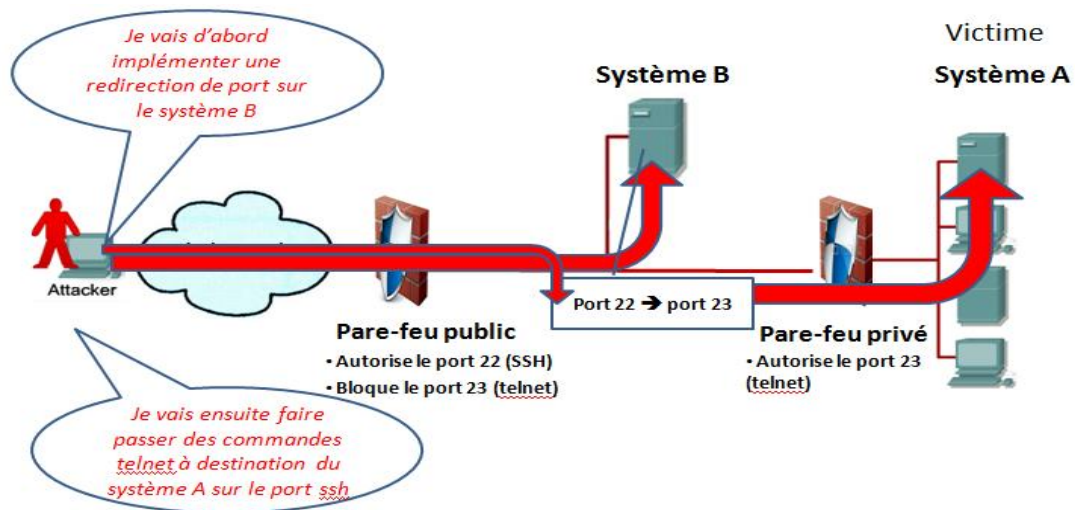 Je vais d'abord
implémenter une
redirection de port sur
le système B
Victime
Système B
Système A
Attacker
Port 22 → port 23
Pare-feu public
• Autorise le port 22 (SSH)
• Bloque le port 23 (telnet)
Pare-feu privé
• Autorise le port 23
(telnet)
Je vais ensuite faire
passer des commandes
telnet à destination du
système A sur le port ssh